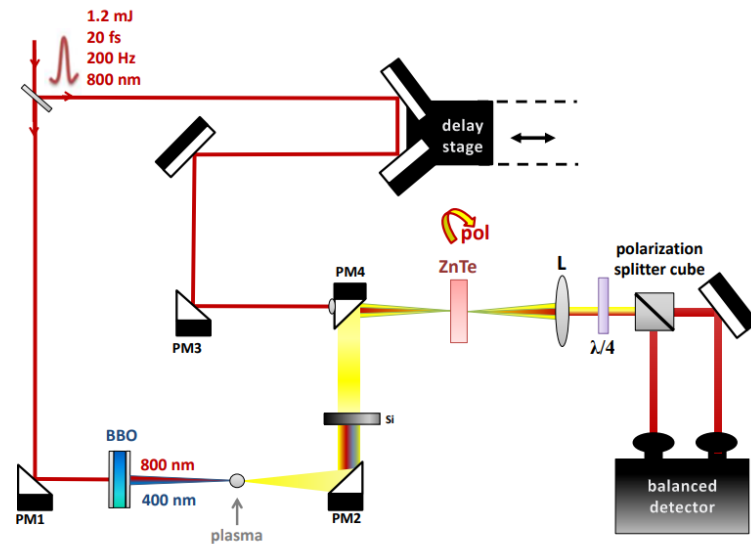 1.2 mJ
20 fs
200 Hz
800 nm
delay
stage
pol
ZnTe
L
polarization
splitter cube
PM4
PM3
λ/4
Si
BBO
800 nm
400 nm
PM1
PM2
plasma
balanced
detector